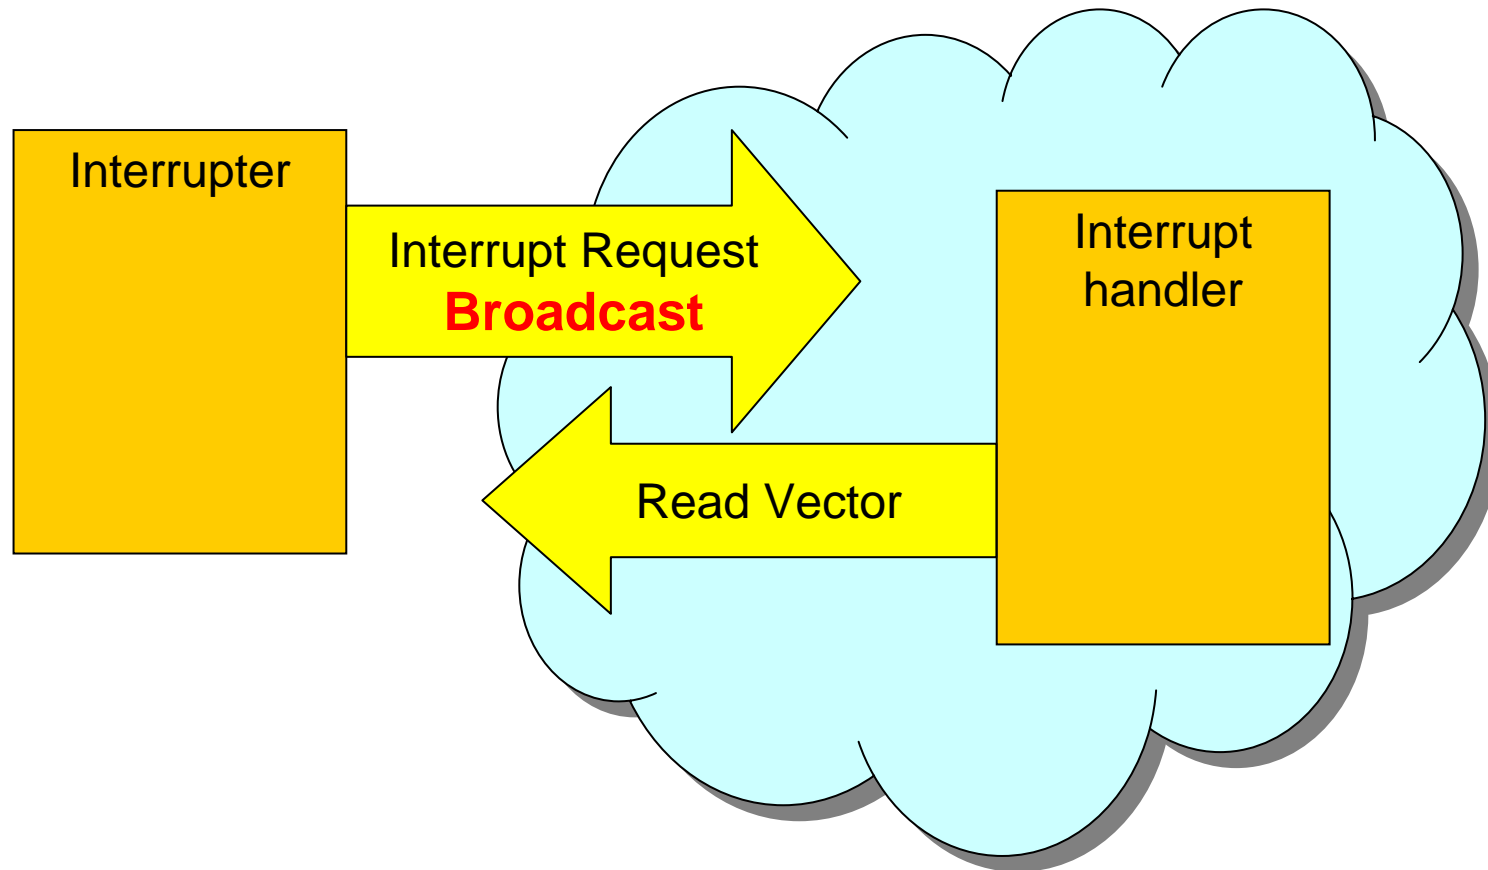 Interrupter
Interrupt Request
Broadcast
Interrupt
handler
Read Vector